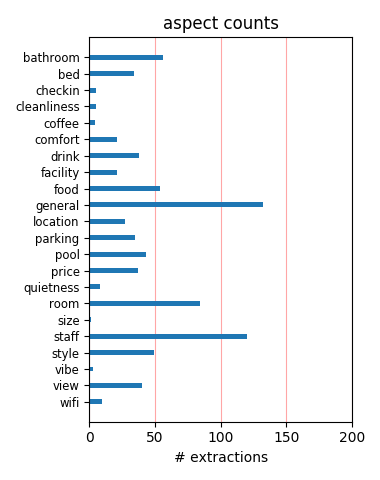 aspect counts
bathroom
bed
checkin
cleanliness
coffee
comfort
drink
facility
food
general
location
parking
pool
price
quietness
room
size
staff
style
vibe
view
wifi
0 50 100 150 200
# extractions